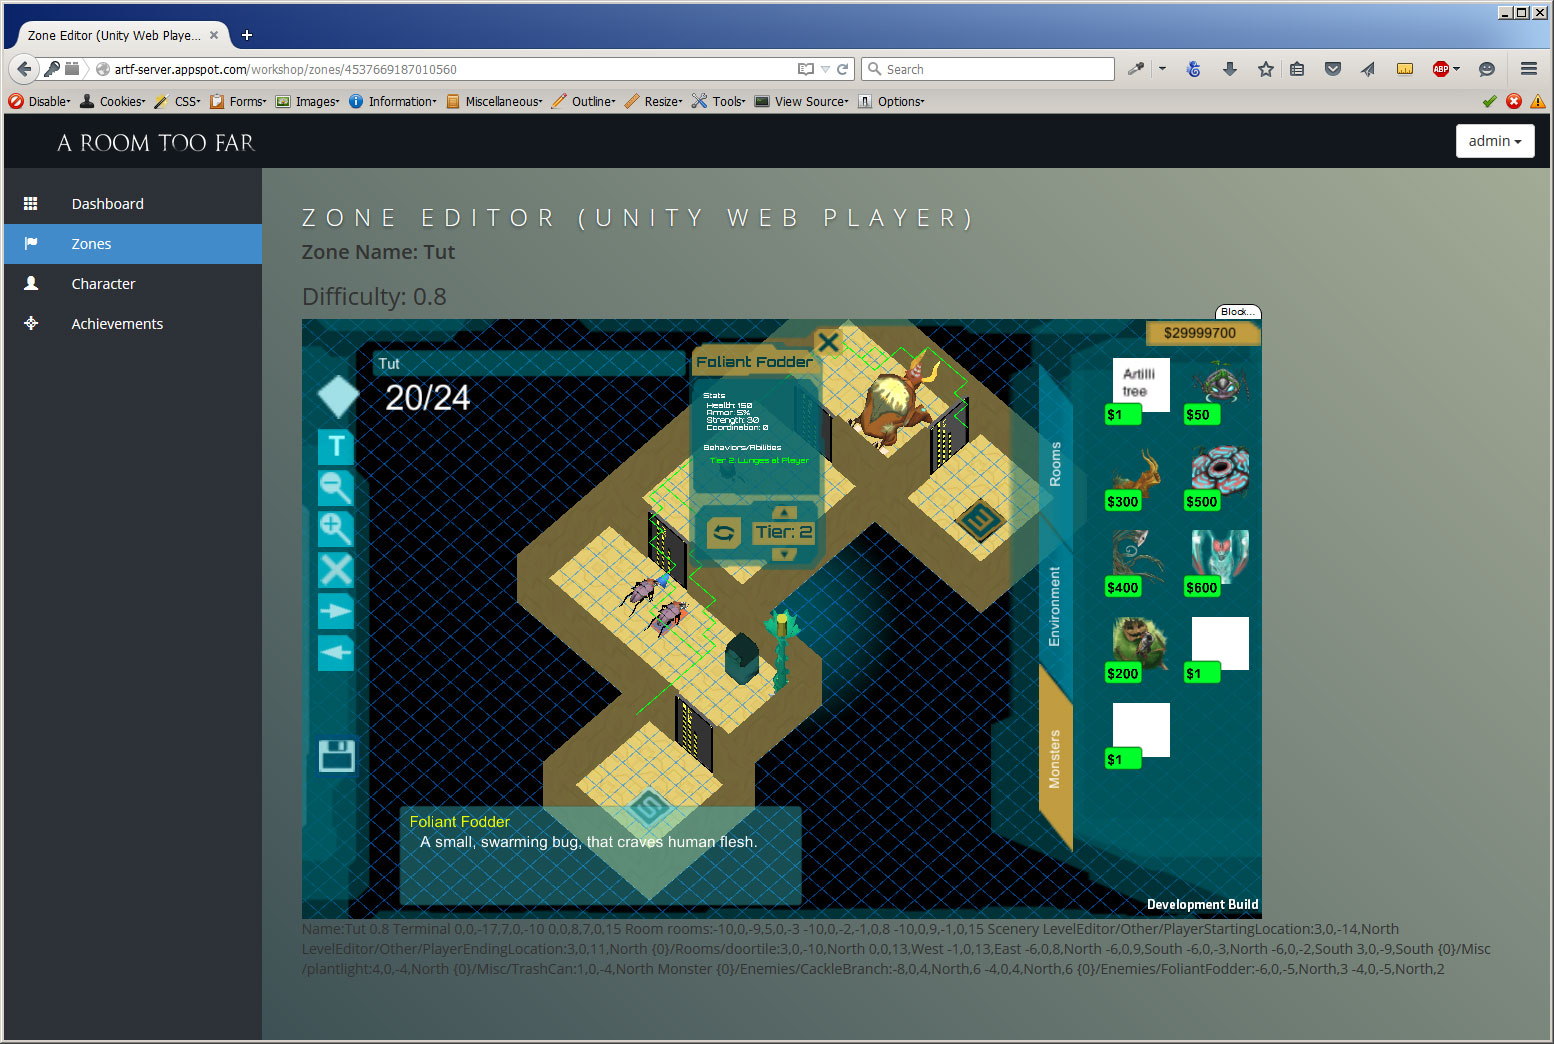 Zone Editor (Unity Web Playe...
artf-server.appspot.com/workshop/zones/4537669187010560
Search
ABP
Disable
Cookies
CSS
Forms
Images
Information
Miscellaneous
Outline
Resize
Tools
View Source
Options
A ROOM TOO FAR
admin
Dashboard
Zones
Character
Achievements
ZONE EDITOR (UNITY WEB PLAYER)
Zone Name: Tut
Difficulty: 0.8
Block...
$29999700
Tut
20/24
T
Foliant Fodder
Stats
Health: 150
Armor: 5%
Strength: 30
Coordination: 0
Behaviors/Abilities
Tier 2: Lunges at Player
Tier: 2
Rooms
Environment
Monsters
Artilli
tree
$1
$50
$300
$500
$400
$600
$200
$1
$1
Foliant Fodder
A small, swarming bug, that craves human flesh.
Development Build
Name:Tut 0.8 Terminal 0,0,-17,7,0,-10 0,0,8,7,0,15 Room rooms:-10,0,-9,5,0,-3 -10,0,-2,-1,0,8 -10,0,9,-1,0,15 Scenery LevelEditor/Other/PlayerStartingLocation:3,0,-14,North
LevelEditor/Other/PlayerEndingLocation:3,0,11,North {0}/Rooms/doortile:3,0,-10,North 0,0,13,West -1,0,13,East -6,0,8,North -6,0,9,South -6,0,-3,North -6,0,-2,South 3,0,-9,South {0}/Misc
/plantlight:4,0,-4,North {0}/Misc/TrashCan:1,0,-4,North Monster {0}/Enemies/CackleBranch:-8,0,4,North,6 -4,0,4,North,6 {0}/Enemies/FoliantFodder:-6,0,-5,North,3 -4,0,-5,North,2